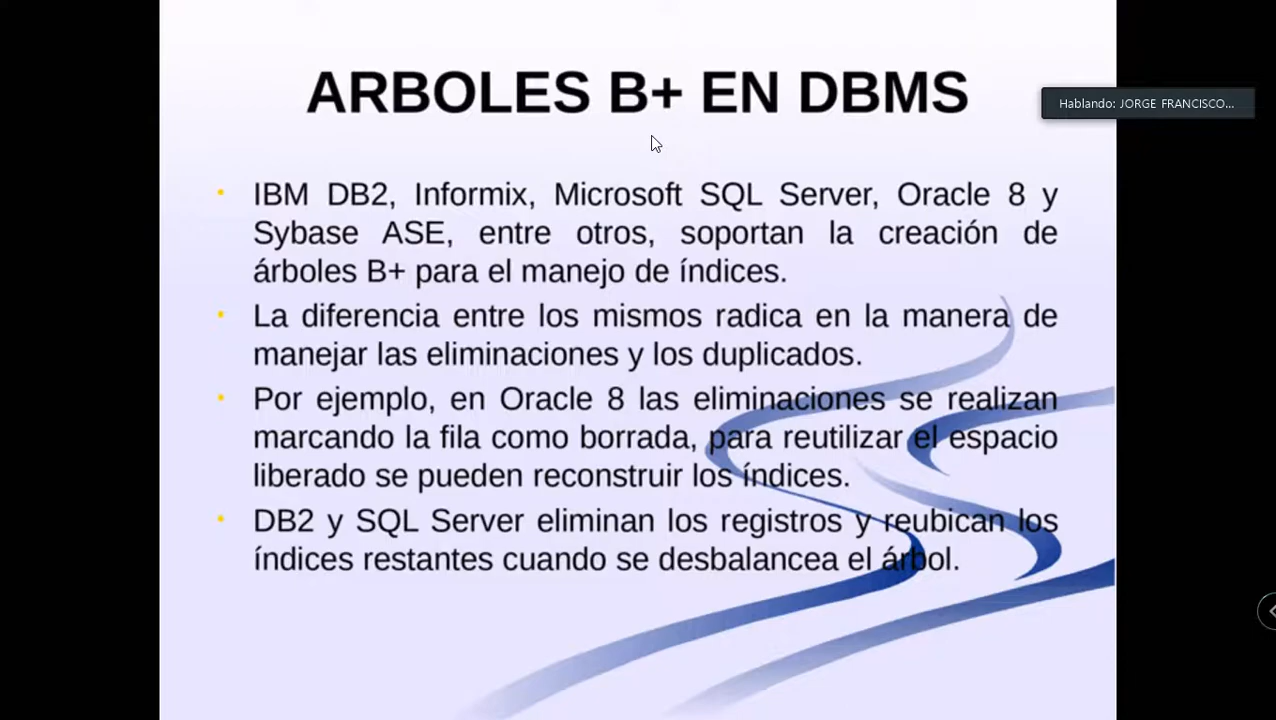 ARBOLES B+ EN DBMS
Hablando: JORGE FRANCISCO...
• IBM DB2, Informix, Microsoft SQL Server, Oracle 8 y
Sybase ASE, entre otros, soportan la creación de
árboles B+ para el manejo de índices.
• La diferencia entre los mismos radica en la manera de
manejar las eliminaciones y los duplicados.
• Por ejemplo, en Oracle 8 las eliminaciones se realizan
marcando la fila como borrada, para reutilizar el espacio
liberado se pueden reconstruir los índices.
• DB2 y SQL Server eliminan los registros y reubican los
índices restantes cuando se desbalancea el árbol.